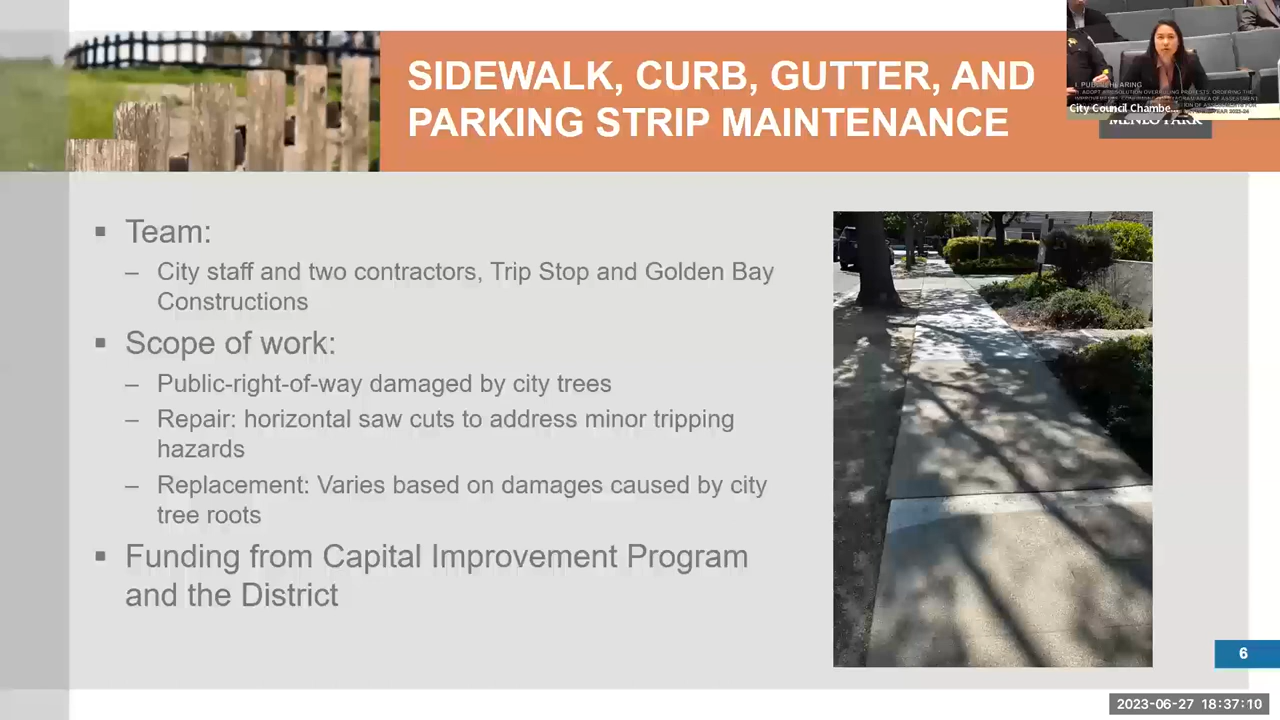 SIDEWALK, CURB, GUTTER, AND
PARKING STRIP MAINTENANCE
I. PUBLIC HEARING
City Council Chambe...
MENLO PARK
▪ Team:
– City staff and two contractors, Trip Stop and Golden Bay
Constructions
▪ Scope of work:
– Public-right-of-way damaged by city trees
– Repair: horizontal saw cuts to address minor tripping
hazards
– Replacement: Varies based on damages caused by city
tree roots
▪ Funding from Capital Improvement Program
and the District
6
2023-06-27 18:37:10